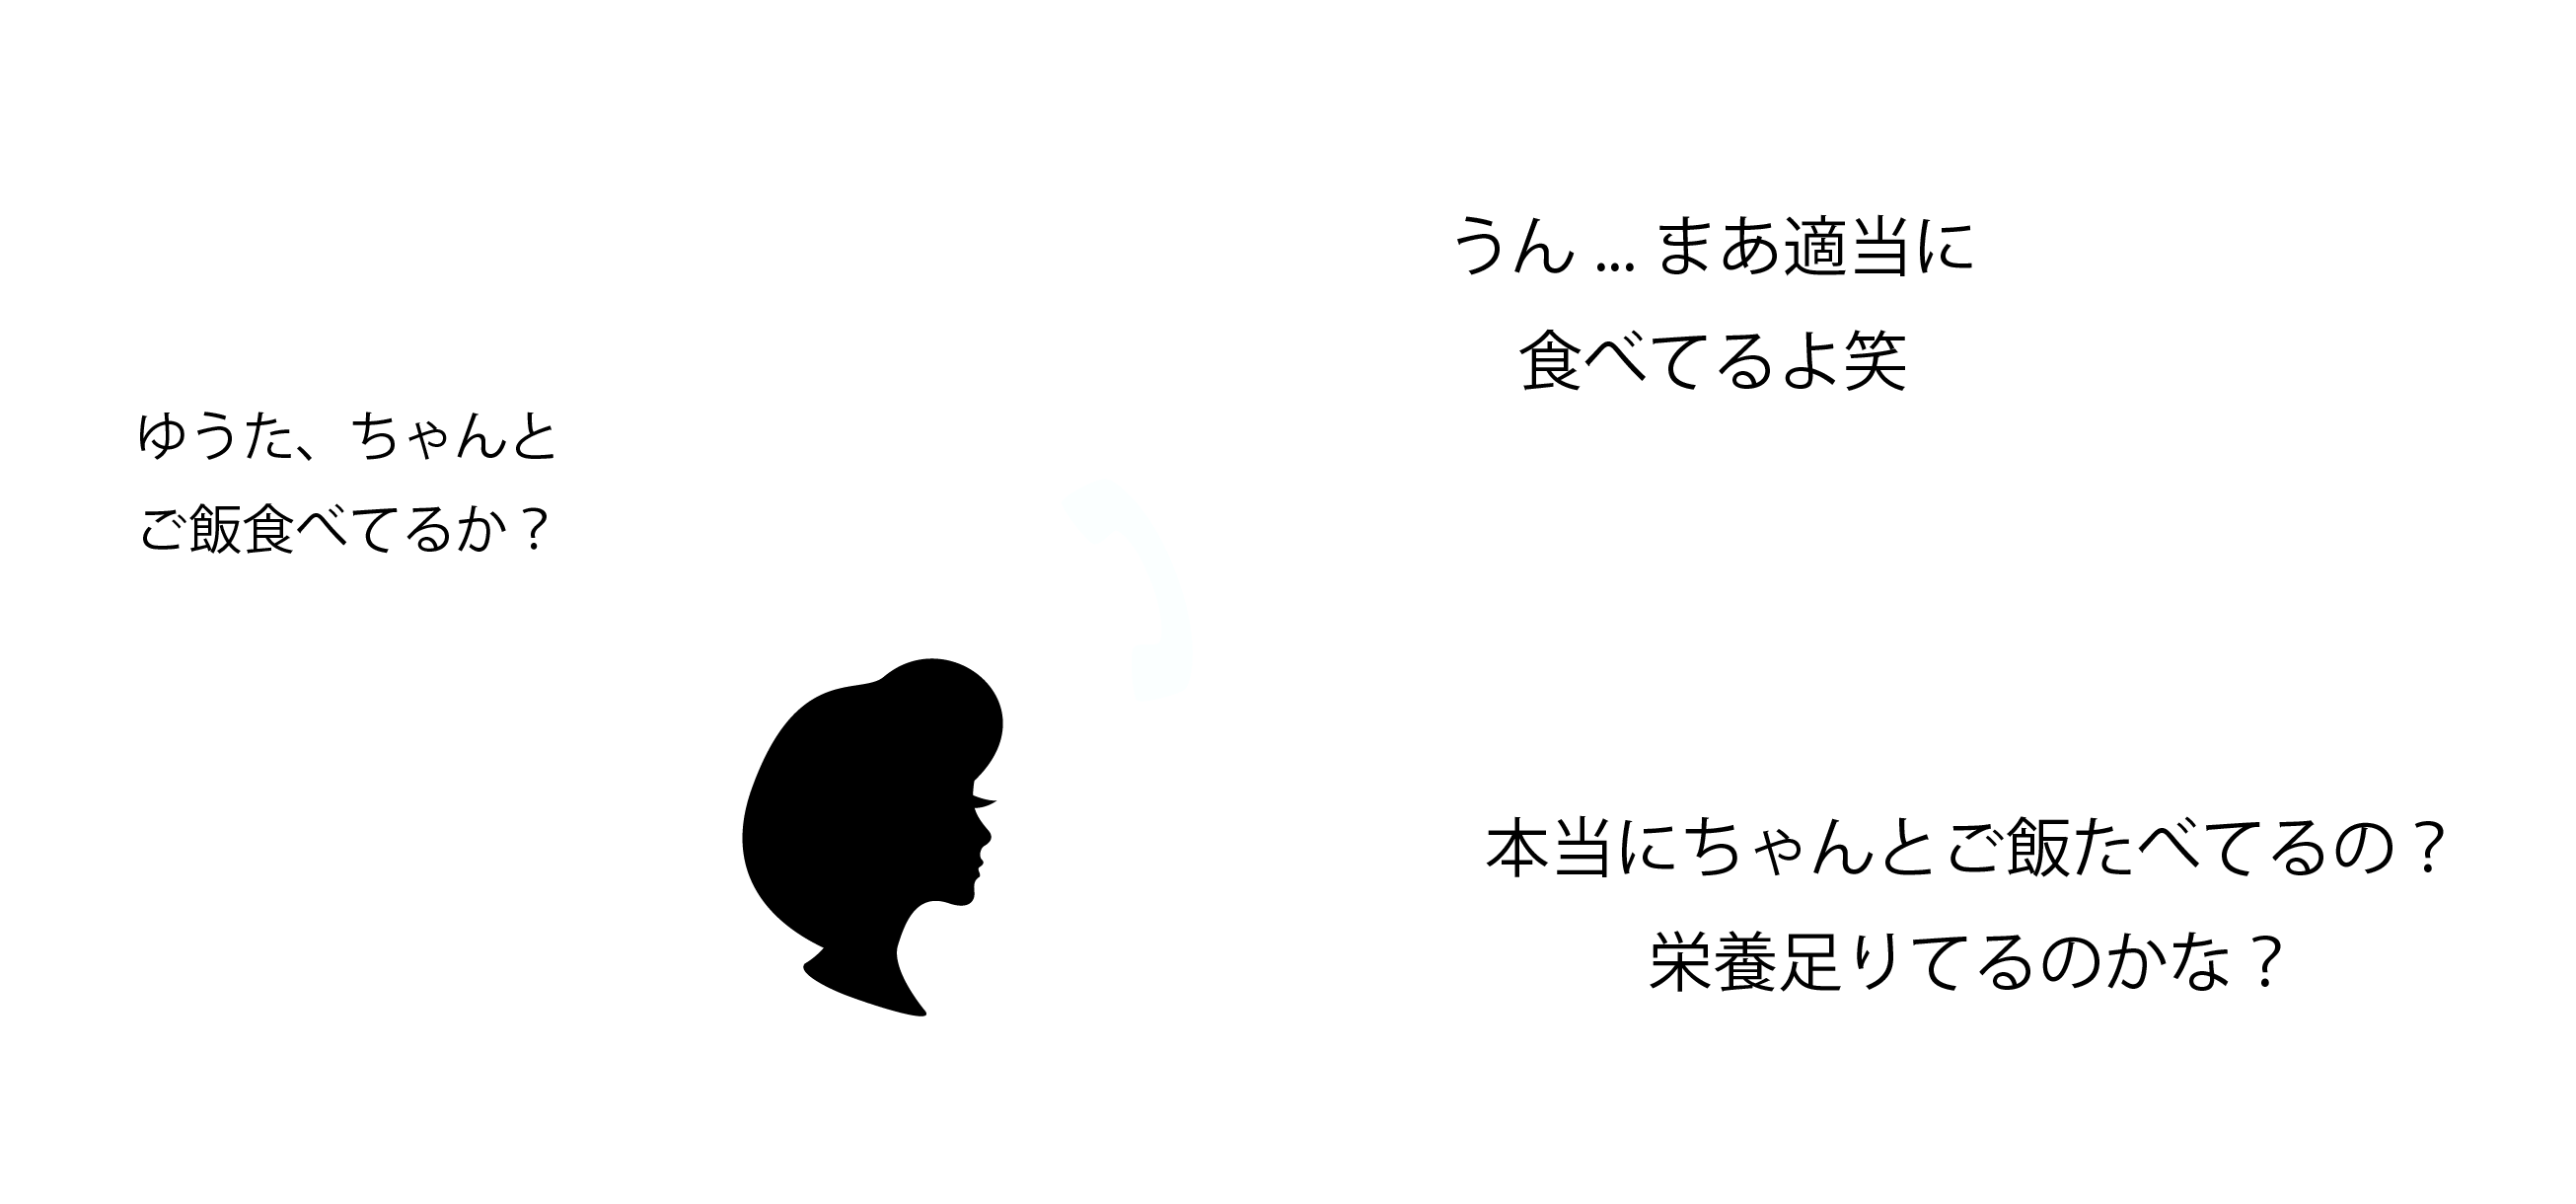 ゆうた、ちゃんと
ご飯食べてるか？
うん...まあ適当に
食べてるよ笑
本当にちゃんとご飯たべてるの？
栄養足りてるのかな？